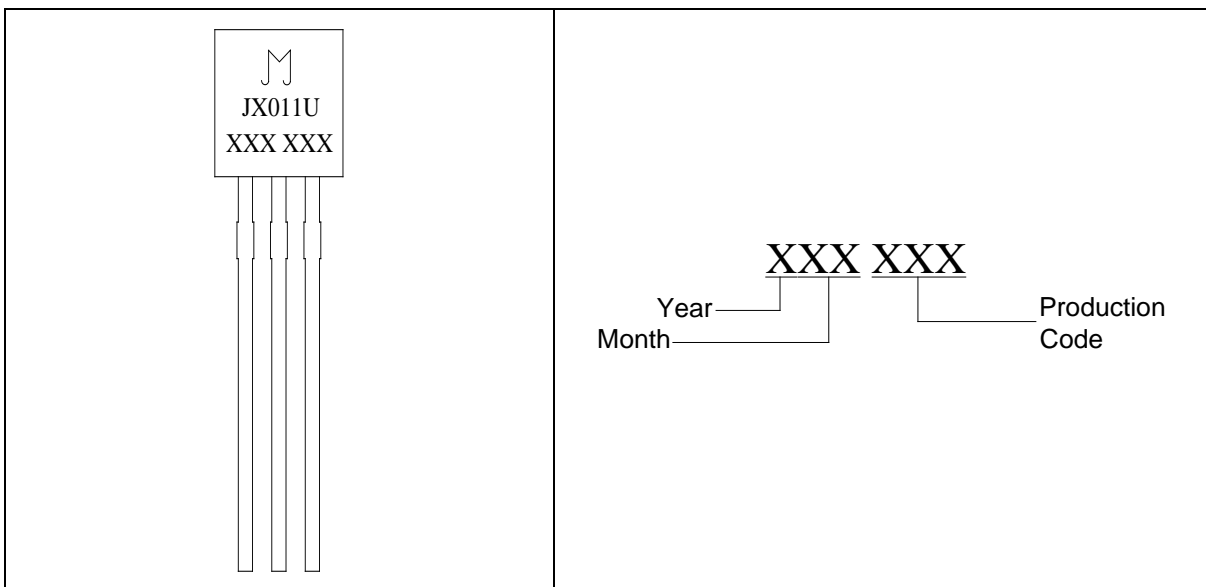 JX011U
XXX XXX
XXX XXX
Year
Month
Production
Code